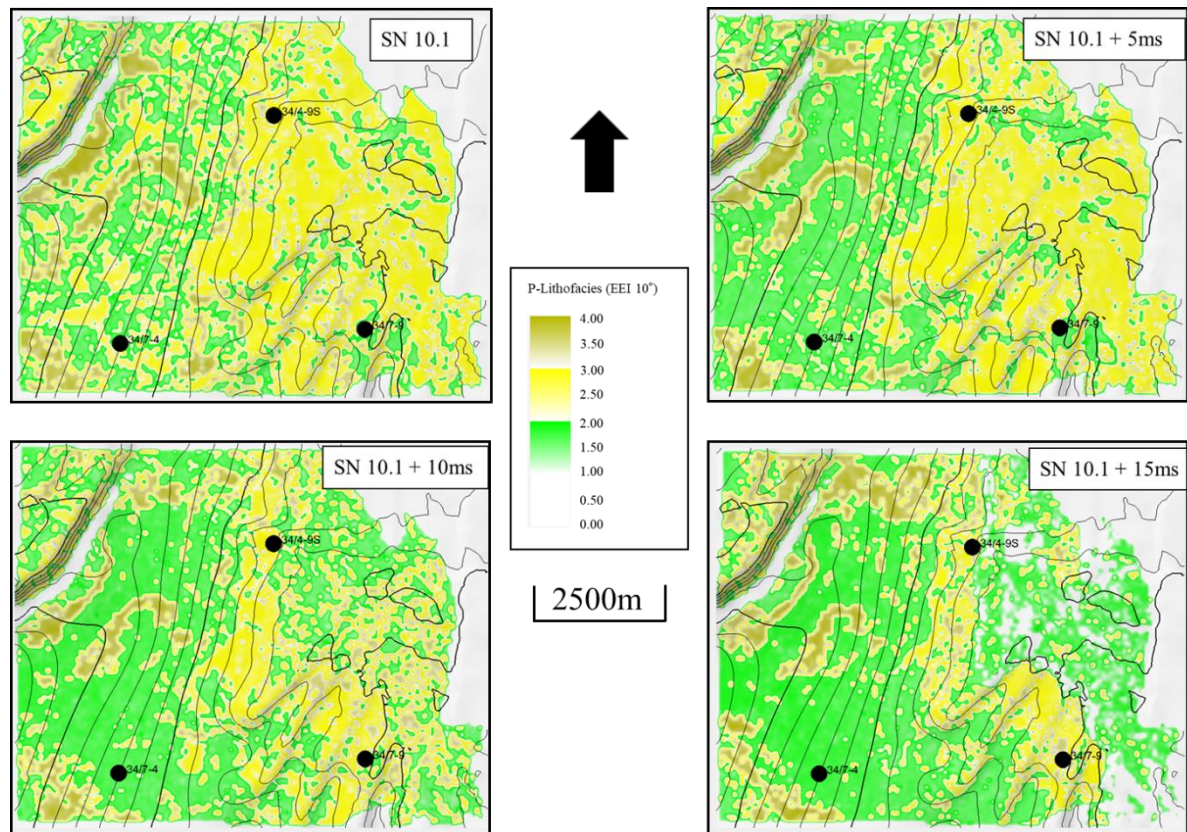 SN 10.1
34/4-9S
34/7-4
34/7-9
SN 10.1 + 5ms
34/4-9S
34/7-4
34/7-9
P-Lithofacies (EEI 10°)
4.00
3.50
3.00
2.50
2.00
1.50
1.00
0.50
0.00
2500m
SN 10.1 + 10ms
34/4-9S
34/7-4
34/7-9
SN 10.1 + 15ms
34/4-9S
34/7-4
34/7-9